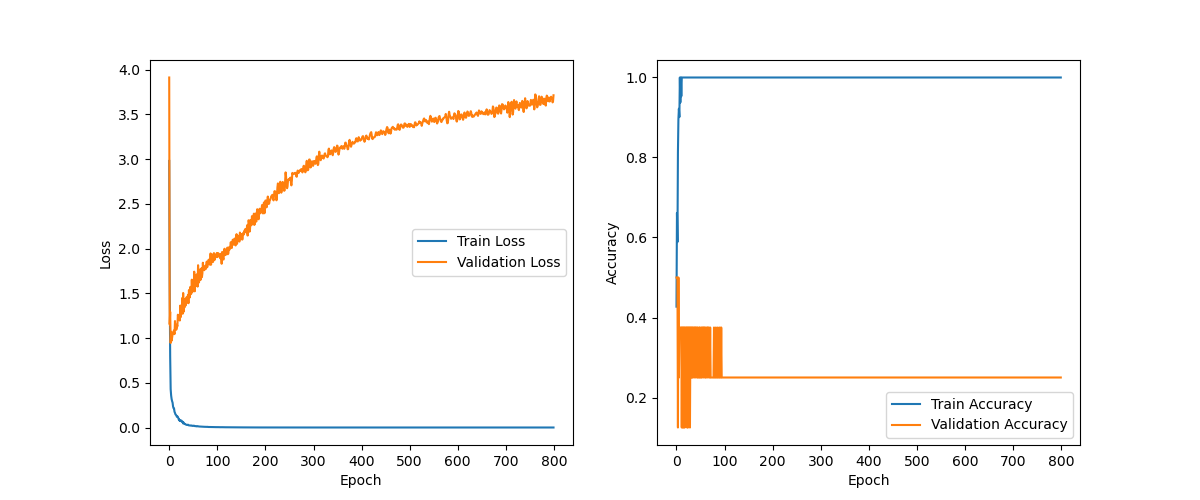 4.0
3.5
3.0
2.5
2.0
1.5
1.0
0.5
0.0
Loss
Train Loss
Validation Loss
0 100 200 300 400 500 600 700 800
Epoch
1.0
0.8
0.6
0.4
0.2
Accuracy
Train Accuracy
Validation Accuracy
0 100 200 300 400 500 600 700 800
Epoch